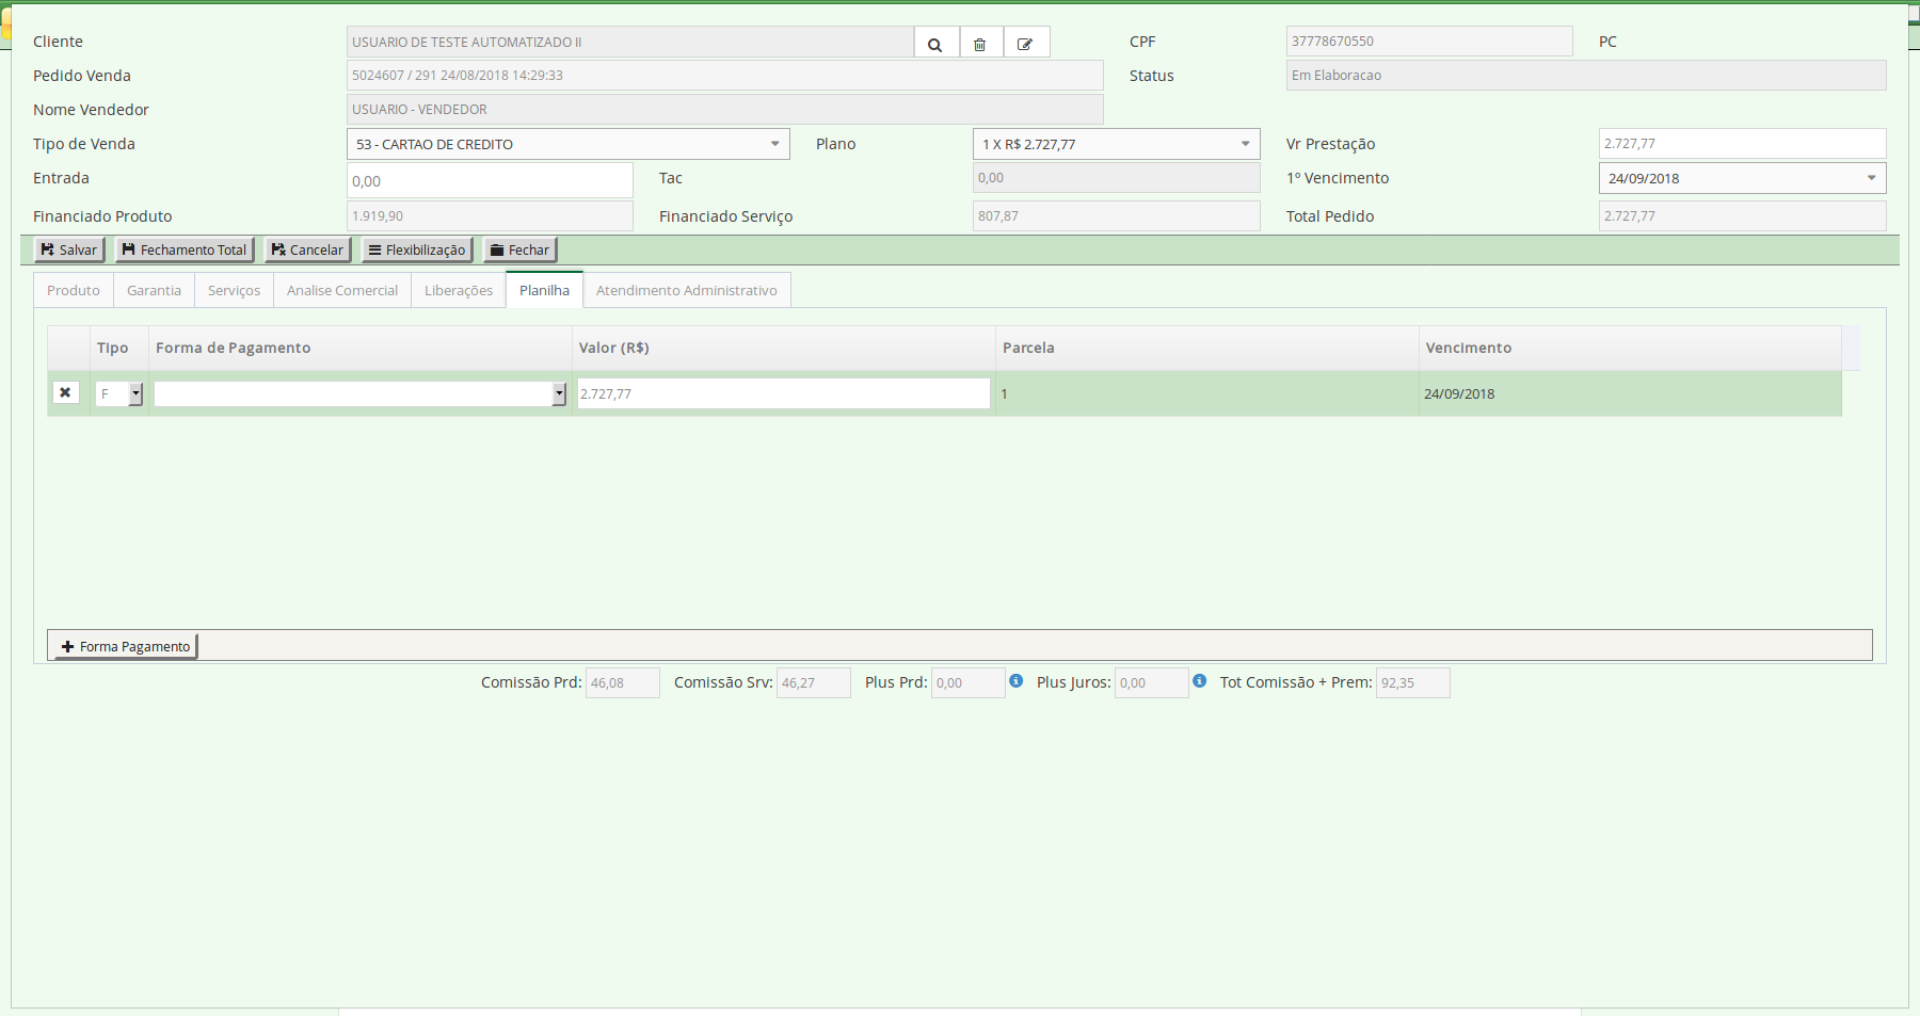 Cliente USUARIO DE TESTE AUTOMATIZADO II CPF 37778670550 PC
Pedido Venda 5024607 / 291 24/08/2018 14:29:33 Status Em Elaboracao
Nome Vendedor USUARIO - VENDEDOR
Tipo de Venda 53 - CARTAO DE CREDITO Plano 1 X R$ 2.727,77 Vr Prestação 2.727,77
Entrada 0,00 Tac 0,00 1º Vencimento 24/09/2018
Financiado Produto 1.919,90 Financiado Serviço 807,87 Total Pedido 2.727,77
Salvar Fechamento Total Cancelar Flexibilização Fechar
Produto Garantia Serviços Analise Comercial Liberações Planilha Atendimento Administrativo
Tipo Forma de Pagamento Valor (R$) Parcela Vencimento
F 2.727,77 1 24/09/2018
Forma Pagamento
Comissão Prd: 46,08 Comissão Srv: 46,27 Plus Prd: 0,00 Plus Juros: 0,00 Tot Comissão + Prem: 92,35